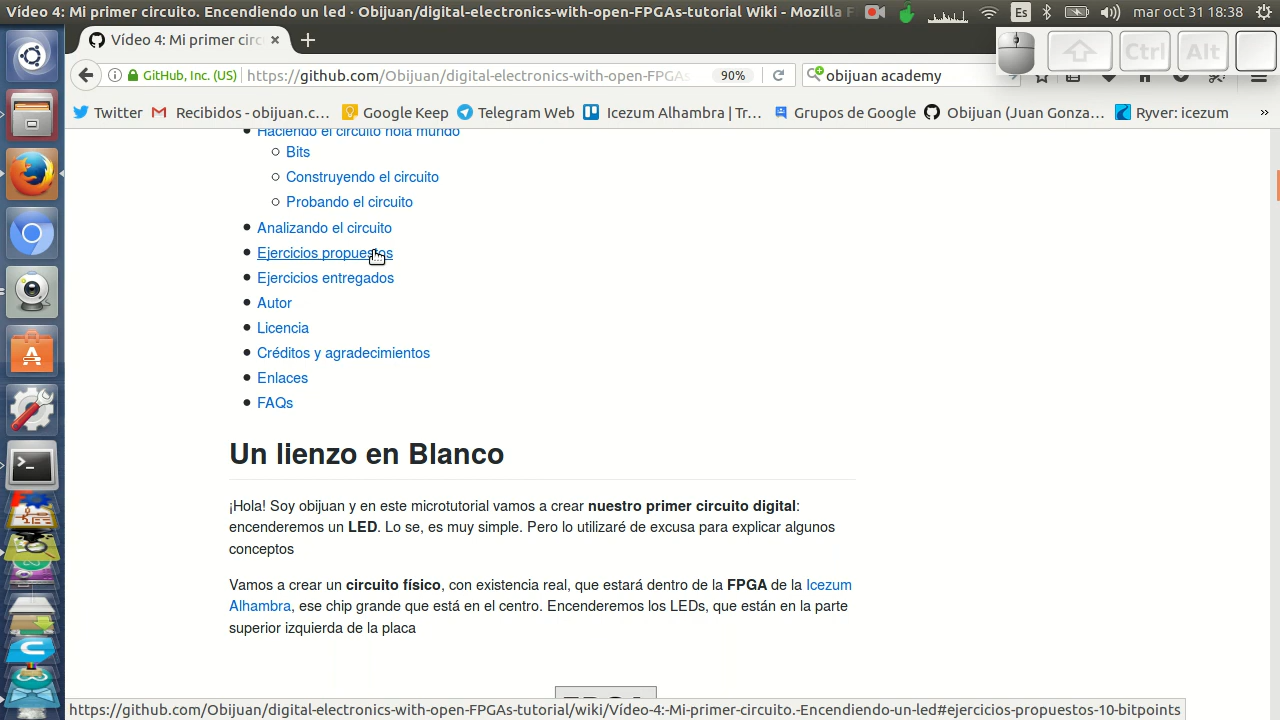 Vídeo 4: Mi primer circuito. Encendiendo un led · Obijuan/digital-electronics-with-open-FPGAs-tutorial Wiki - Mozilla F
Es
mar oct 31 18:38
Vídeo 4: Mi primer circ
Ctrl
Alt
GitHub, Inc. (US)
https://github.com/Obijuan/digital-electronics-with-open-FPGAs
90%
obijuan academy
Twitter
Recibidos - obijuan.c...
Google Keep
Telegram Web
Icezum Alhambra | Tr...
Grupos de Google
Obijuan (Juan Gonza...
Ryver: icezum
»
Haciendo el circuito hola mundo
Bits
Construyendo el circuito
Probando el circuito
Analizando el circuito
Ejercicios propuestos
Ejercicios entregados
Autor
Licencia
Créditos y agradecimientos
Enlaces
FAQs
Un lienzo en Blanco
¡Hola! Soy obijuan y en este microtutorial vamos a crear nuestro primer circuito digital:
encenderemos un LED. Lo se, es muy simple. Pero lo utilizaré de excusa para explicar algunos
conceptos
Vamos a crear un circuito físico, con existencia real, que estará dentro de la FPGA de la Icezum
Alhambra, ese chip grande que está en el centro. Encenderemos los LEDs, que están en la parte
superior izquierda de la placa
https://github.com/Obijuan/digital-electronics-with-open-FPGAs-tutorial/wiki/Vídeo-4:-Mi-primer-circuito.-Encendiendo-un-led#ejercicios-propuestos-10-bitpoints